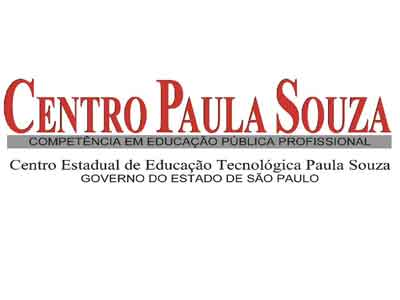 CENTRO PAULA SOUZA
COMPETÊNCIA EM EDUCAÇÃO PÚBLICA PROFISSIONAL
Centro Estadual de Educação Tecnológica Paula Souza
GOVERNO DO ESTADO DE SÃO PAULO